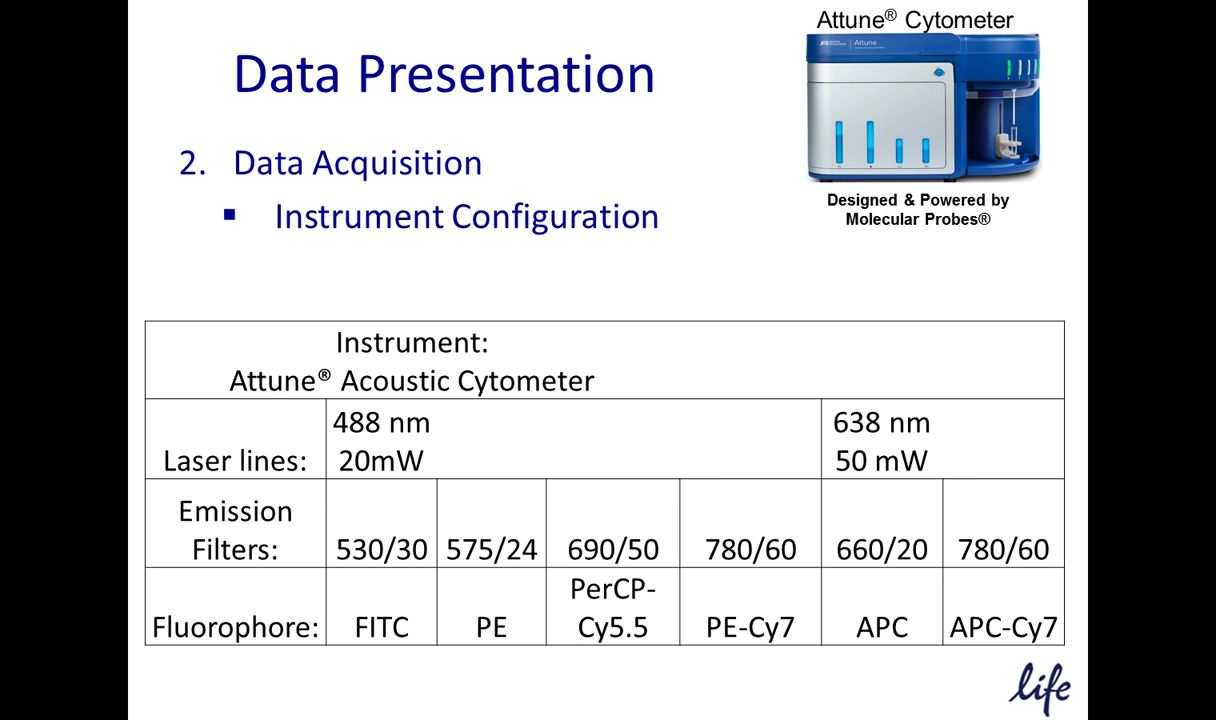 Attune® Cytometer
Attune
Data Presentation
2. Data Acquisition
▪ Instrument Configuration
Designed & Powered by
Molecular Probes®
Instrument:
Attune® Acoustic Cytometer
Laser lines: 488 nm 20mW 638 nm 50 mW
Emission Filters: 530/30 575/24 690/50 780/60 660/20 780/60
Fluorophore: FITC PE PerCP-Cy5.5 PE-Cy7 APC APC-Cy7
life